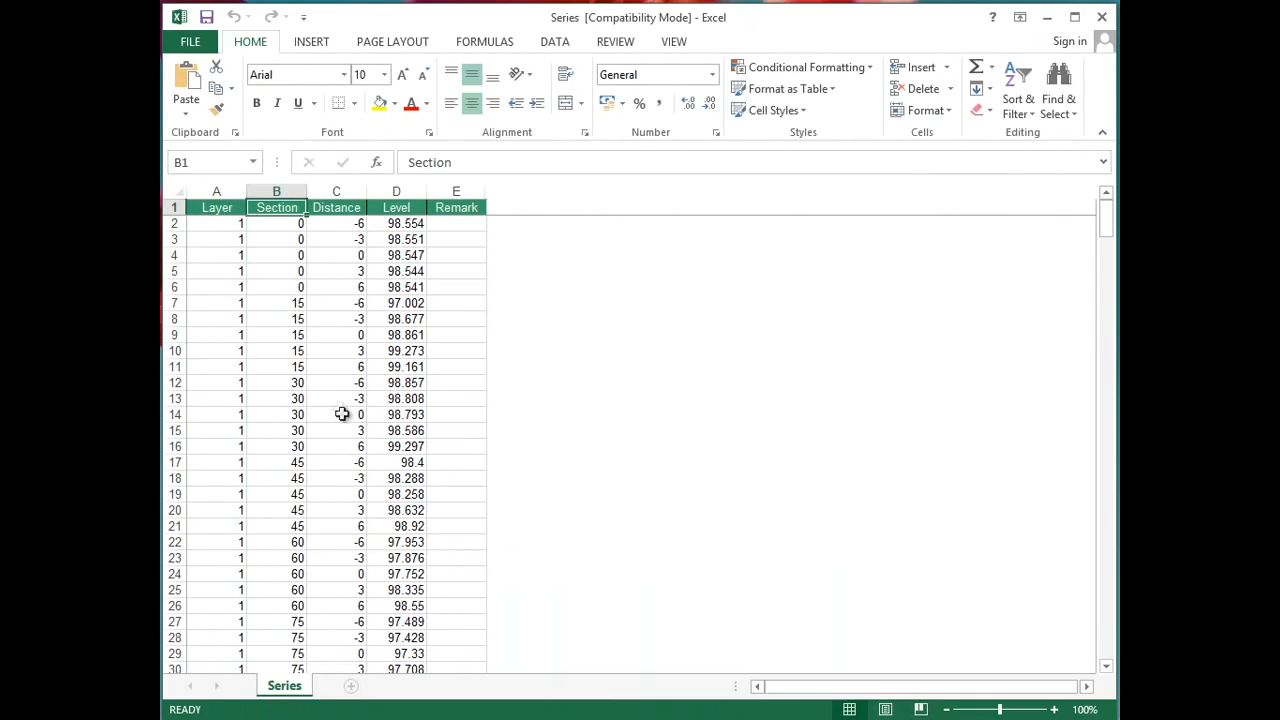 Series [Compatibility Mode] - Excel
?
FILE HOME INSERT PAGE LAYOUT FORMULAS DATA REVIEW VIEW Sign in
Paste
Arial 10
B I U A
General
% ,
Conditional Formatting
Format as Table
Cell Styles
Insert
Delete
Format
Sort & Filter
Find & Select
Clipboard Font Alignment Number Styles Cells Editing
B1 fx Section
A B C D E
1 Layer Section Distance Level Remark
2 1 0 -6 98.554
3 1 0 -3 98.551
4 1 0 0 98.547
5 1 0 3 98.544
6 1 0 6 98.541
7 1 15 -6 97.002
8 1 15 -3 98.677
9 1 15 0 98.861
10 1 15 3 99.273
11 1 15 6 99.161
12 1 30 -6 98.857
13 1 30 -3 98.808
14 1 30 0 98.793
15 1 30 3 98.586
16 1 30 6 99.297
17 1 45 -6 98.4
18 1 45 -3 98.288
19 1 45 0 98.258
20 1 45 3 98.632
21 1 45 6 98.92
22 1 60 -6 97.953
23 1 60 -3 97.876
24 1 60 0 97.752
25 1 60 3 98.335
26 1 60 6 98.55
27 1 75 -6 97.489
28 1 75 -3 97.428
29 1 75 0 97.33
30 1 75 3 97.708
Series
READY 100%